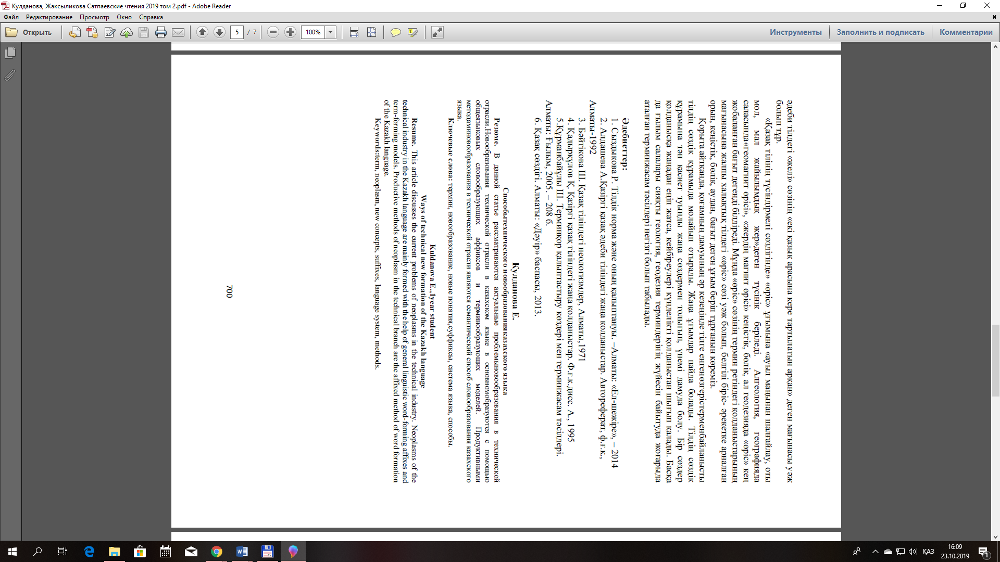 Кулданова, Жаксыликова Сатпаевские чтения 2019 том 2.pdf - Adobe Reader
Файл Редактирование Просмотр Окно Справка
Открыть 5 / 7 100% Инструменты Заполнить и подписать Комментарии
әдеби тілдегі «желі» сөзінің «екі қазық арасына кере тартылатын арқан» деген мағынасы уәж
болып тұр.
«Қазақ тілінің түсіндірмелі сөздігінде» «өріс» ұғымына «ауыл маңынан шалғайлау, оты
мол, мал жайылымдық жер»деген түсінік беріледі. Алгеология, географияда
саласында«геомагнит өрісі», «жердің магнит өрісі» кеңістік, бөлік, ал геодезияда «өріс» кең
жобаланған бағыт дегенді білдіреді. Мұнда «өріс» сөзінің термин ретіндегі қолданыстарының
мағынасына жалпы халықтық тілдегі «өріс» сөзі уәж болып, белгілі біріс- әрекетке арналған
орын, кеңістік, бөлік, аудан, бағыт деген ұғым беріп тұрғанын көреміз.
Қорыта айтқанда, қоғамның дамуының әр кезеңінде тілге енгенөзгерістерменбайланысты
тілдің сөздік құрамыда молайып отырады. Жаңа ұғымдар пайда болады. Тілдің сөздік
құрамына тән қасиет туынды жаңа сөздермен толығып, үнемі дамуда болу. Бір сөздер
қолданысқа жаңадан еніп жатса, кейбіреулері күнделікті қолданыстан шығып қалады. Басқа
да ғылым салалары сияқты геология, геодезия терминдерінің жүйесін байытуда жоғарыда
аталған терминжасам тәсілдері негізгі болып табылады.
Әдебиеттер:
1. Сыздықова Р. Тілдік норма және оның қалыптануы. –Алматы: «Ел-шежіре», – 2014
2. Алдашева А.Қазіргі қазақ әдеби тіліндегі жаңа қолданыстар. Автореферат, ф.ғ.к.,
Алматы-1992
3. Бәйтікова Ш. Қазақ тіліндегі неологизмдер, Алматы,1971
4. Қадырқұлов Қ. Қазіргі қазақ тіліндегі жаңа қолданыстар. Ф.ғ.к.дисс. А., 1995
5.Құрманбайұлы Ш. Терминқор қалыптастыру көздері мен терминжасам тәсілдері.
Алматы: Ғылым, 2005. – 208 б.
6. Қазақ сөздігі. Алматы: «Дәуір» баспасы, 2013.
Кулданова Е.
Способытехнического новообразованияказахского языка
Резюме. В данной статье рассматриваются актуальные проблемыновообразования в технической
отрасли.Новообразования технической отрасли в казахском языке в основномобразуются с помощью
общеязыковых словообразующих аффиксов и терминообразующих моделей. Продуктивными
методаминовообразования в технической отрасли являются семантический способ словообразования казахского
языка.
Ключевые слова: термин, новообразование, новые понятия,суффиксы, система языка, способы.
Kuldanova E.,1year student
Ways of technical new formation of the Kazakh language
Resume. This article discusses the current problems of neoplasms in the technical industry. Neoplasms of the
technical industry in the Kazakh language are mainly formed with the help of general linguistic word-forming affixes and
term-forming models. Productive methods of neoplasm in the technical branch are the affixed method of word formation
of the Kazakh language.
Keywords:term, neoplasm, new concepts, suffixes, language system, methods.
700
ҚАЗ
16:09
23.10.2019
1